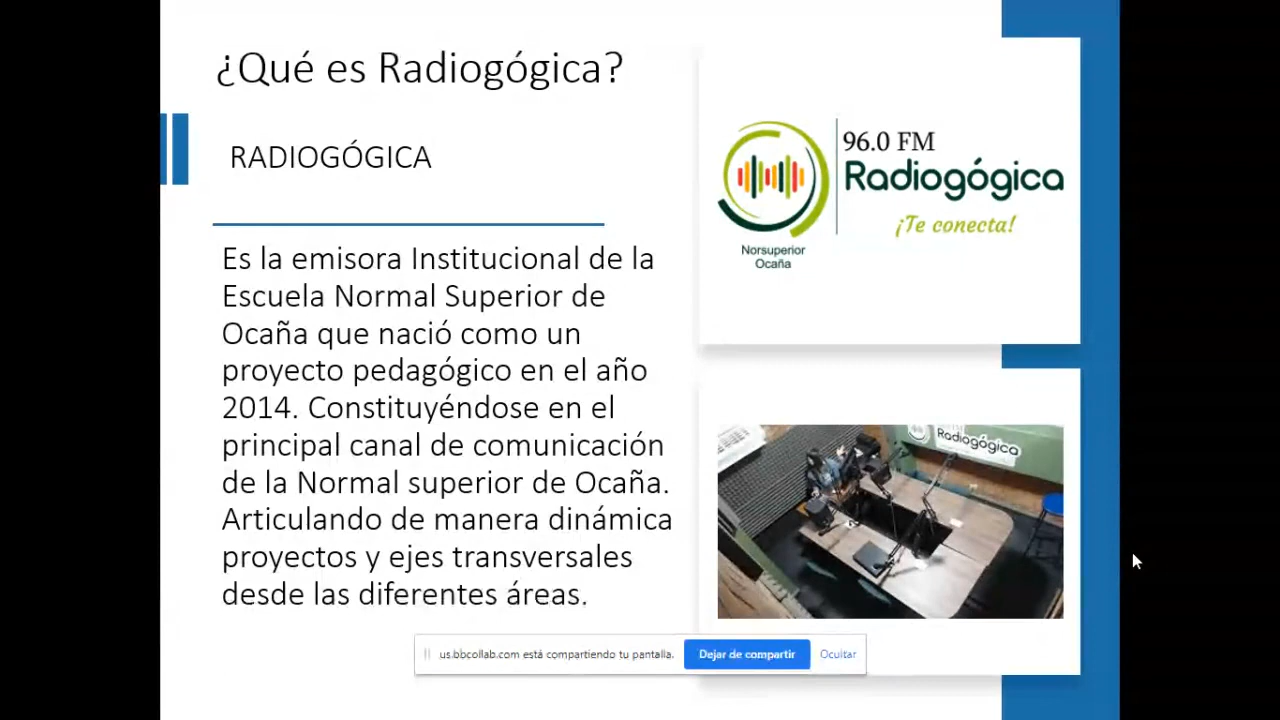 ¿Qué es Radiogógica?
RADIOGÓGICA
Es la emisora Institucional de la
Escuela Normal Superior de
Ocaña que nació como un
proyecto pedagógico en el año
2014. Constituyéndose en el
principal canal de comunicación
de la Normal superior de Ocaña.
Articulando de manera dinámica
proyectos y ejes transversales
desde las diferentes áreas.
96.0 FM
Radiogógica
¡Te conecta!
Norsuperior
Ocaña
Radiogógica
us.bbcollab.com está compartiendo tu pantalla.
Dejar de compartir
Ocultar